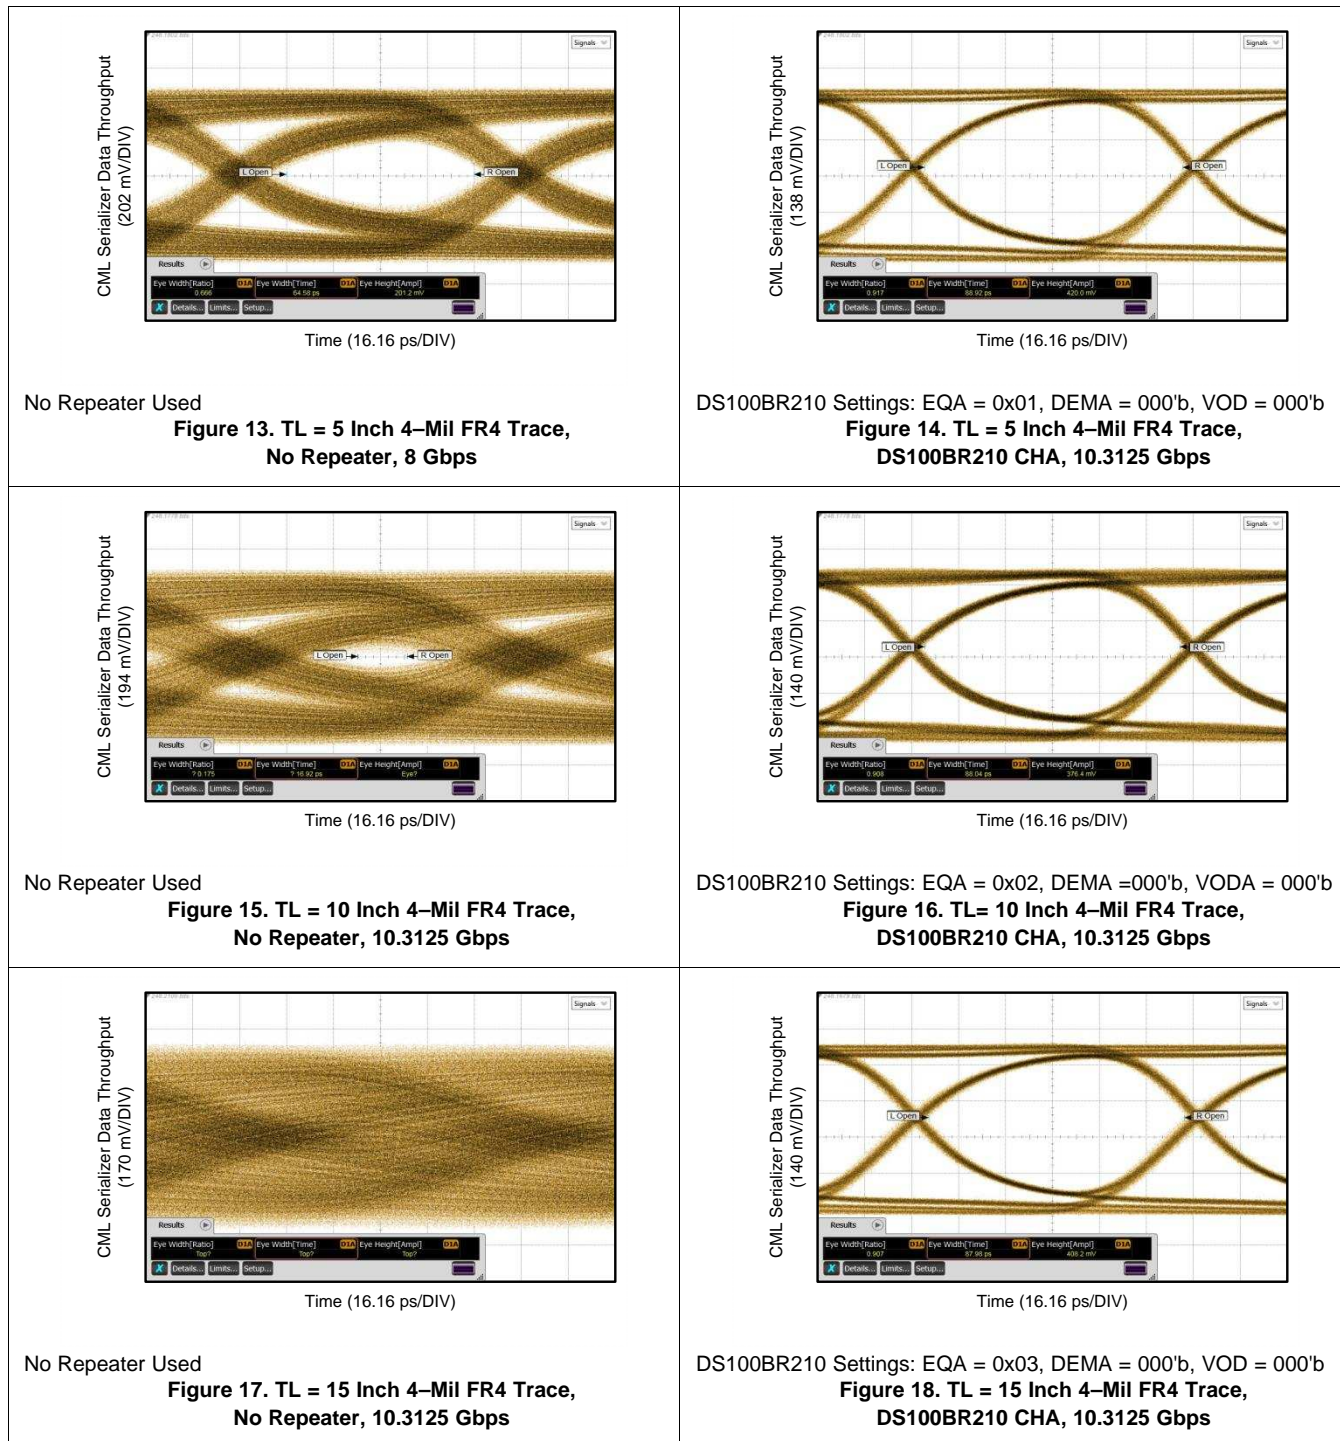 CML Serializer Data Throughput
(202 mV/DIV)
Signals
L Open
R Open
Results
Eye Width[Ratio] D1A Eye Width[Time] D1A Eye Height[Ampl] D1A
0.666 64.58 ps 201.2 mV
X Details... Limits... Setup...
Time (16.16 ps/DIV)
No Repeater Used
Figure 13. TL = 5 Inch 4–Mil FR4 Trace,
No Repeater, 8 Gbps
CML Serializer Data Throughput
(138 mV/DIV)
Signals
L Open
R Open
Results
Eye Width[Ratio] D1A Eye Width[Time] D1A Eye Height[Ampl] D1A
0.917 88.92 ps 420.0 mV
X Details... Limits... Setup...
Time (16.16 ps/DIV)
DS100BR210 Settings: EQA = 0x01, DEMA = 000'b, VOD = 000'b
Figure 14. TL = 5 Inch 4–Mil FR4 Trace,
DS100BR210 CHA, 10.3125 Gbps
CML Serializer Data Throughput
(194 mV/DIV)
Signals
L Open
R Open
Results
Eye Width[Ratio] D1A Eye Width[Time] D1A Eye Height[Ampl] D1A
? 0.175 ? 16.92 ps Eye?
X Details... Limits... Setup...
Time (16.16 ps/DIV)
No Repeater Used
Figure 15. TL = 10 Inch 4–Mil FR4 Trace,
No Repeater, 10.3125 Gbps
CML Serializer Data Throughput
(140 mV/DIV)
Signals
L Open
R Open
Results
Eye Width[Ratio] D1A Eye Width[Time] D1A Eye Height[Ampl] D1A
0.908 88.04 ps 376.4 mV
X Details... Limits... Setup...
Time (16.16 ps/DIV)
DS100BR210 Settings: EQA = 0x02, DEMA =000'b, VODA = 000'b
Figure 16. TL= 10 Inch 4–Mil FR4 Trace,
DS100BR210 CHA, 10.3125 Gbps
CML Serializer Data Throughput
(170 mV/DIV)
Signals
Results
Eye Width[Ratio] D1A Eye Width[Time] D1A Eye Height[Ampl] D1A
Top? Top? Top?
X Details... Limits... Setup...
Time (16.16 ps/DIV)
No Repeater Used
Figure 17. TL = 15 Inch 4–Mil FR4 Trace,
No Repeater, 10.3125 Gbps
CML Serializer Data Throughput
(140 mV/DIV)
Signals
L Open
R Open
Results
Eye Width[Ratio] D1A Eye Width[Time] D1A Eye Height[Ampl] D1A
0.907 87.98 ps 408.2 mV
X Details... Limits... Setup...
Time (16.16 ps/DIV)
DS100BR210 Settings: EQA = 0x03, DEMA = 000'b, VOD = 000'b
Figure 18. TL = 15 Inch 4–Mil FR4 Trace,
DS100BR210 CHA, 10.3125 Gbps